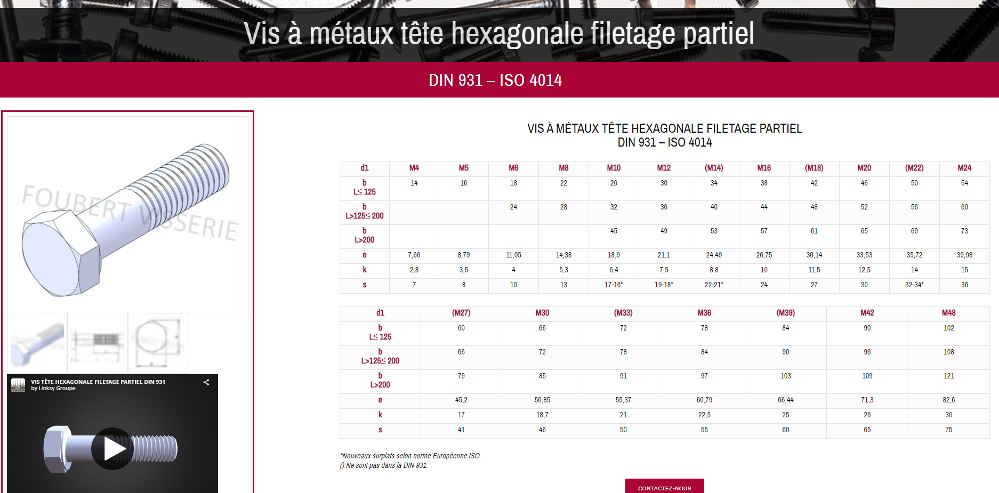 Vis à métaux tête hexagonale filetage partiel
DIN 931 – ISO 4014
FOUBERT VISSERIE
VIS TÊTE HEXAGONALE FILETAGE PARTIEL DIN 931
by Linksy Groupe
VIS À MÉTAUX TÊTE HEXAGONALE FILETAGE PARTIEL
DIN 931 – ISO 4014
d1 M4 M5 M6 M8 M10 M12 (M14) M16 (M18) M20 (M22) M24
b 14 16 18 22 26 30 34 38 42 46 50 54
L≤ 125
b 24 28 32 36 40 44 48 52 56 60
L>125≤ 200
b 45 49 53 57 61 65 69 73
L>200
e 7,66 8,79 11,05 14,38 18,9 21,1 24,49 26,75 30,14 33,53 35,72 39,98
k 2,8 3,5 4 5,3 6,4 7,5 8,8 10 11,5 12,5 14 15
s 7 8 10 13 17-16* 19-18* 22-21* 24 27 30 32-34* 36
d1 (M27) M30 (M33) M36 (M39) M42 M48
b 60 66 72 78 84 90 102
L≤ 125
b 66 72 78 84 90 96 108
L>125≤ 200
b 79 85 91 97 103 109 121
L>200
e 45,2 50,85 55,37 60,79 66,44 71,3 82,6
k 17 18,7 21 22,5 25 26 30
s 41 46 50 55 60 65 75
*Nouveaux surplats selon norme Européenne ISO.
() Ne sont pas dans la DIN 931.
CONTACTEZ-NOUS